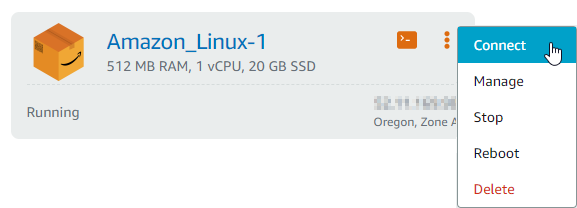 Amazon_Linux-1
512 MB RAM, 1 vCPU, 20 GB SSD
Running
Oregon, Zone A
Connect
Manage
Stop
Reboot
Delete